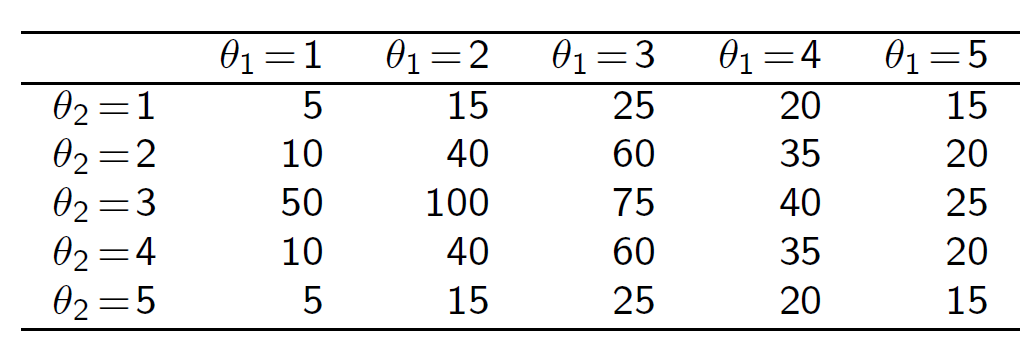 θ₁ = 1 θ₁ = 2 θ₁ = 3 θ₁ = 4 θ₁ = 5
θ₂ = 1 5 15 25 20 15
θ₂ = 2 10 40 60 35 20
θ₂ = 3 50 100 75 40 25
θ₂ = 4 10 40 60 35 20
θ₂ = 5 5 15 25 20 15